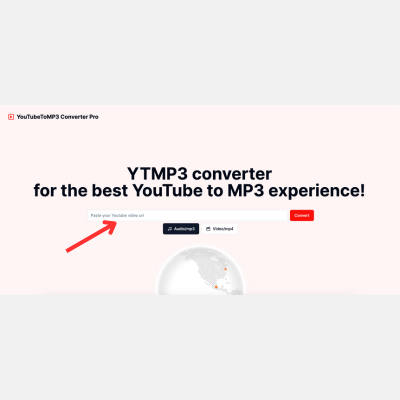 YouTubeToMP3 Converter Pro
YTMP3 converter
for the best YouTube to MP3 experience!
Paste your Youtube video url
Convert
Audio/mp3
Video/mp4